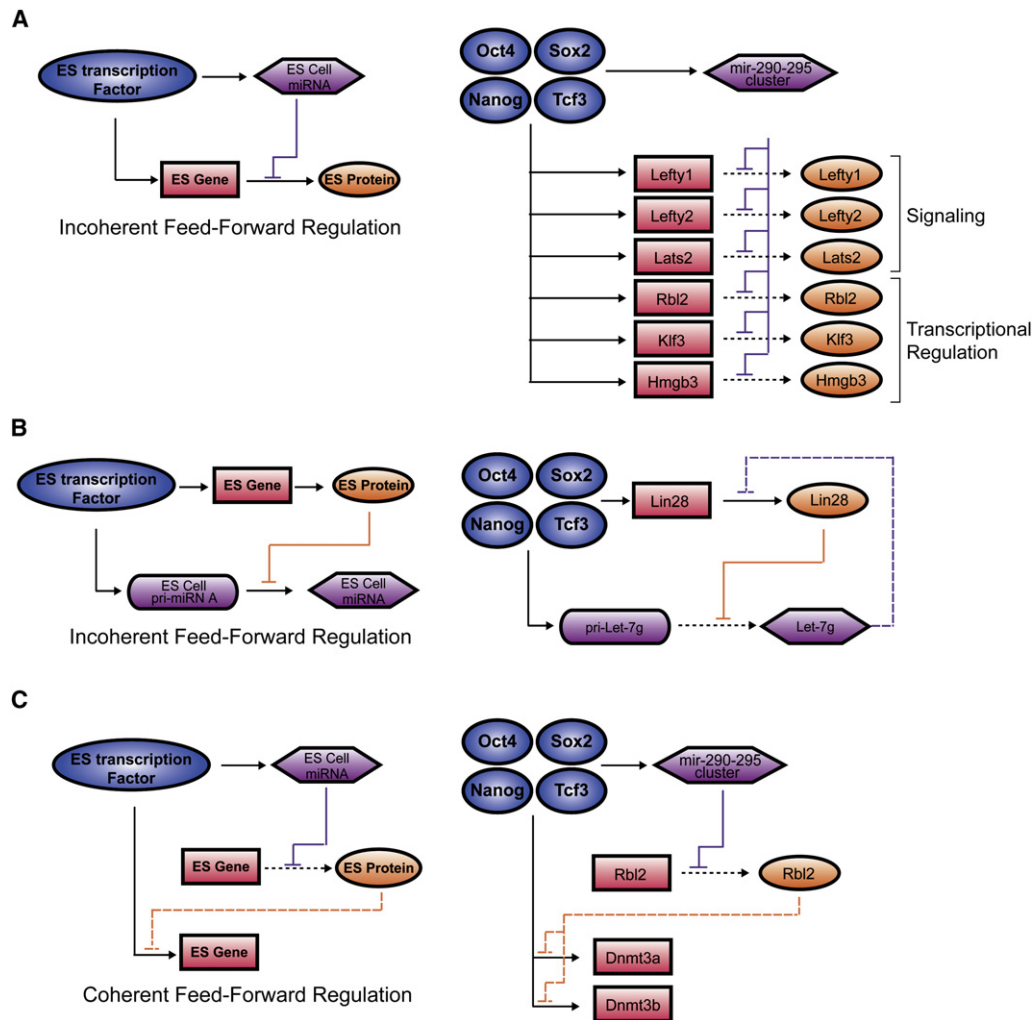 A
ES transcription
Factor
ES Cell
miRNA
ES Gene
ES Protein
Incoherent Feed-Forward Regulation
Oct4
Sox2
Nanog
Tcf3
mir-290-295
cluster
Lefty1
Lefty1
Lefty2
Lefty2
Signaling
Lats2
Lats2
Rbl2
Rbl2
Klf3
Klf3
Transcriptional
Regulation
Hmgb3
Hmgb3
B
ES transcription
Factor
ES Gene
ES Protein
ES Cell
pri-miRN A
ES Cell
miRNA
Incoherent Feed-Forward Regulation
Oct4
Sox2
Nanog
Tcf3
Lin28
Lin28
pri-Let-7g
Let-7g
C
ES transcription
Factor
ES Cell
miRNA
ES Gene
ES Protein
ES Gene
Coherent Feed-Forward Regulation
Oct4
Sox2
Nanog
Tcf3
mir-290-295
cluster
Rbl2
Rbl2
Dnmt3a
Dnmt3b